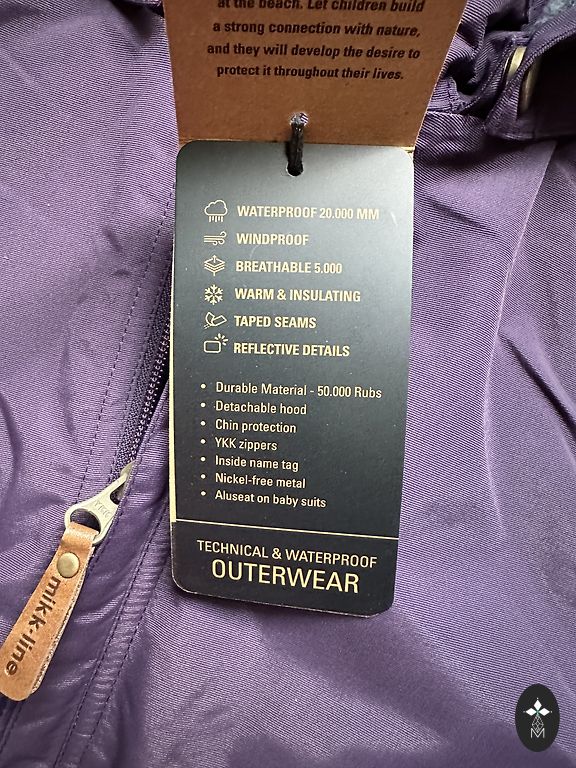 at the beach. Let children build
a strong connection with nature,
and they will develop the desire to
protect it throughout their lives.
WATERPROOF 20.000 MM
WINDPROOF
BREATHABLE 5.000
WARM & INSULATING
TAPED SEAMS
REFLECTIVE DETAILS
• Durable Material - 50.000 Rubs
• Detachable hood
• Chin protection
• YKK zippers
• Inside name tag
• Nickel-free metal
• Aluseat on baby suits
TECHNICAL & WATERPROOF
OUTERWEAR
mikk-line